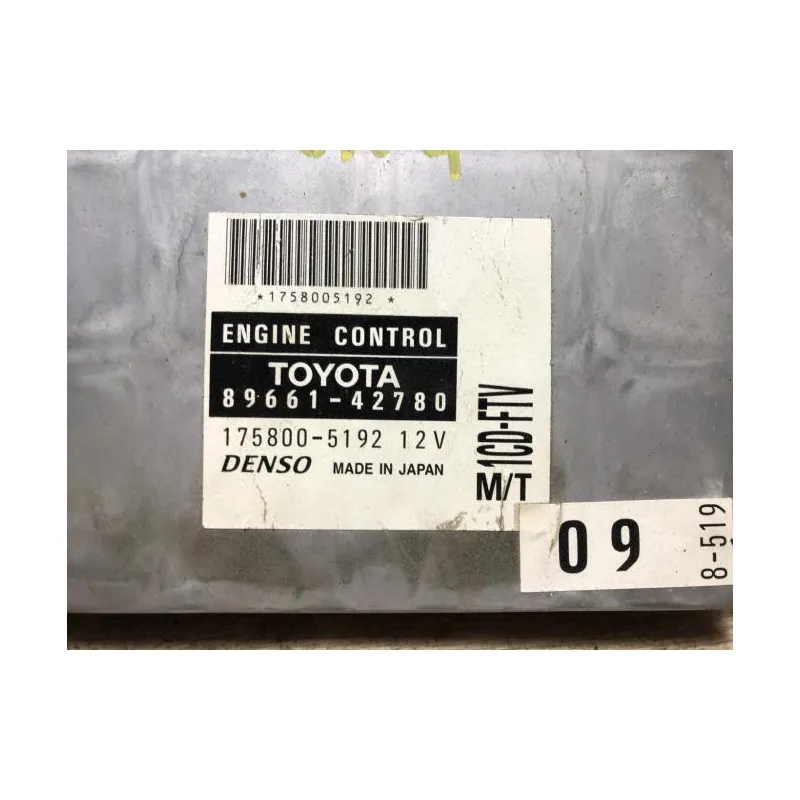 *1758005192*
ENGINE CONTROL
TOYOTA
89661-42780
175800-5192 12V
DENSO MADE IN JAPAN
1CD-FTV
M/T
09
8-519